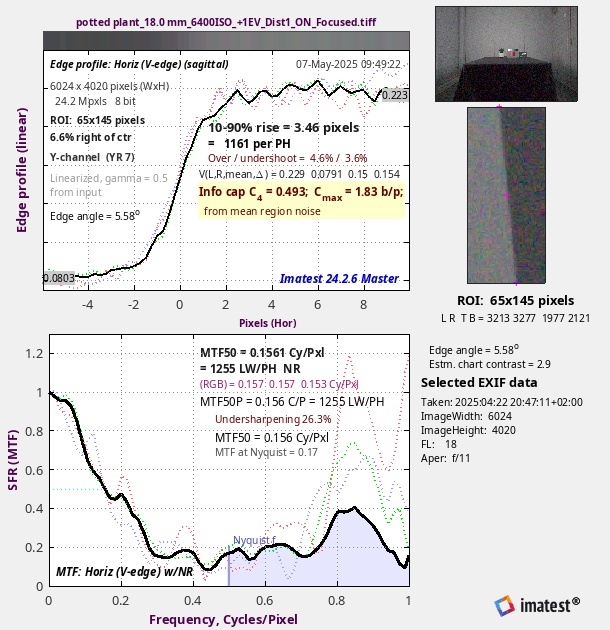 potted plant_18.0 mm_6400ISO_+1EV_Dist1_ON_Focused.tiff
Edge profile: Horiz (V-edge) (sagittal)
07-May-2025 09:49:22
6024 x 4020 pixels (WxH)
24.2 Mpxls   8 bit
0.223
ROI:  65x145 pixels
6.6% right of ctr
10-90% rise = 3.46 pixels
=   1161 per PH
Y-channel  (YR 7)
Over / undershoot =  4.6% /  3.6%
Linearized, gamma = 0.5
from input
V(L,R,mean,Δ) = 0.229  0.0791  0.15  0.154
Info cap C4 = 0.493;  Cmax = 1.83 b/p;
from mean region noise
Edge angle = 5.58o
0.0803
Imatest 24.2.6 Master
Edge profile (linear)
-4 -2 0 2 4 6 8
Pixels (Hor)
ROI:  65x145 pixels
L R  T B = 3213 3277  1977 2121
Edge angle = 5.58o
Estm. chart contrast = 2.9
Selected EXIF data
Taken: 2025:04:22 20:47:11+02:00
ImageWidth:  6024
ImageHeight:  4020
FL:   18
Aper:  f/11
MTF50 = 0.1561 Cy/Pxl
= 1255 LW/PH  NR
(RGB) = 0.157  0.157  0.153 Cy/Pxl
MTF50P = 0.156 C/P = 1255 LW/PH
Undersharpening 26.3%
MTF50 = 0.156 Cy/Pxl
MTF at Nyquist = 0.17
Nyquist f
MTF: Horiz (V-edge) w/NR
SFR (MTF)
1.2
1
0.8
0.6
0.4
0.2
0
0 0.2 0.4 0.6 0.8 1
Frequency, Cycles/Pixel
imatest®